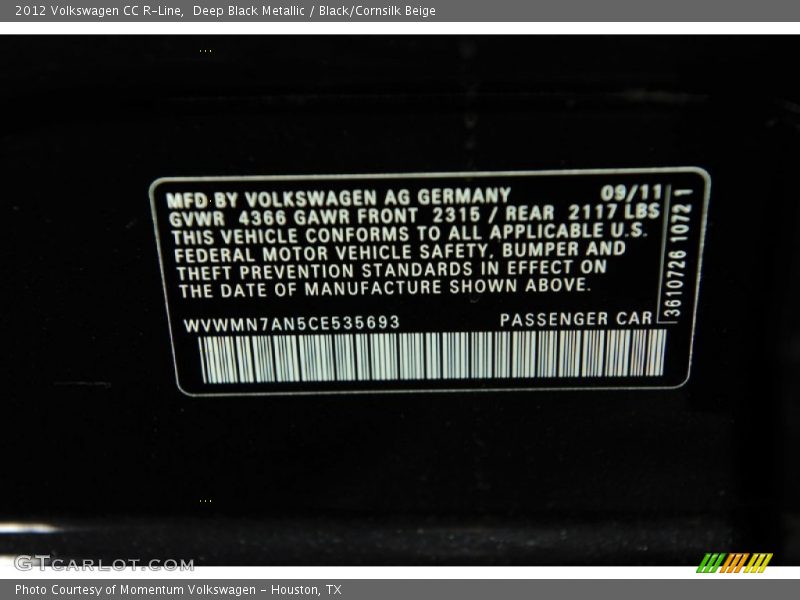 2012 Volkswagen CC R-Line,  Deep Black Metallic / Black/Cornsilk Beige
MFD BY VOLKSWAGEN AG GERMANY 09/11
GVWR 4366 GAWR FRONT 2315 / REAR 2117 LBS
THIS VEHICLE CONFORMS TO ALL APPLICABLE U.S.
FEDERAL MOTOR VEHICLE SAFETY, BUMPER AND
THEFT PREVENTION STANDARDS IN EFFECT ON
THE DATE OF MANUFACTURE SHOWN ABOVE.
WVWMN7AN5CE535693 PASSENGER CAR
3610726 1072 1
GTCARLOT.COM
Photo Courtesy of Momentum Volkswagen - Houston, TX